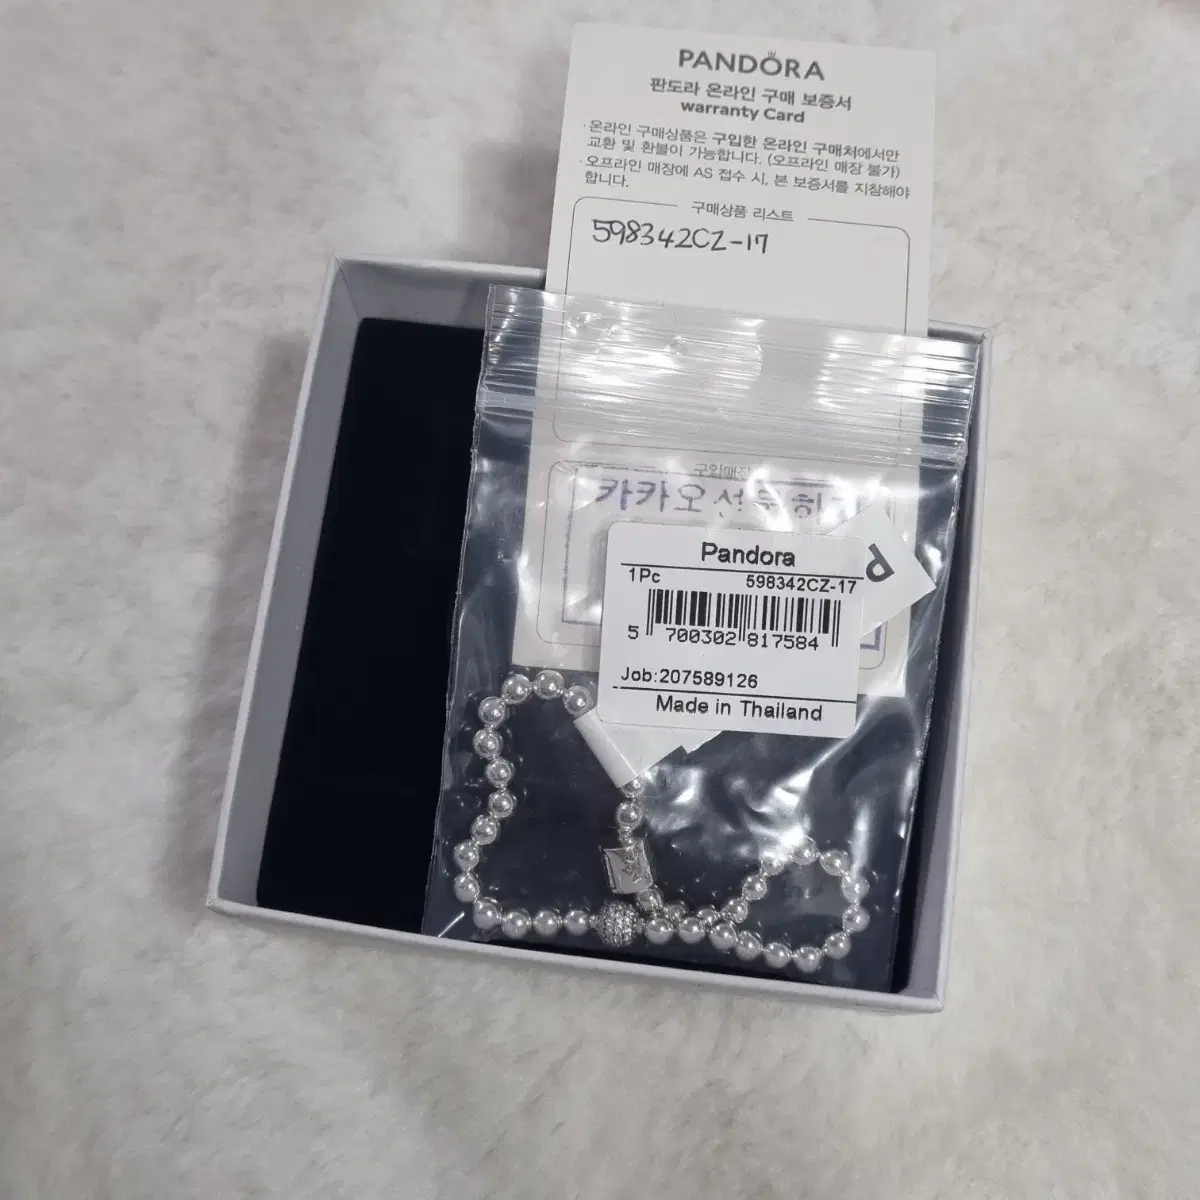 PANDORA
판도라 온라인 구매 보증서
warranty Card
· 온라인 구매상품은 구입한 온라인 구매처에서만
교환 및 환불이 가능합니다. (오프라인 매장 불가)
· 오프라인 매장에 AS 접수 시, 본 보증서를 지참해야
합니다.
구매상품 리스트
598342CZ-17
구입매장
카카오선물하기
P
Pandora
1Pc 598342CZ-17
5 700302 817584
Job:207589126
Made in Thailand